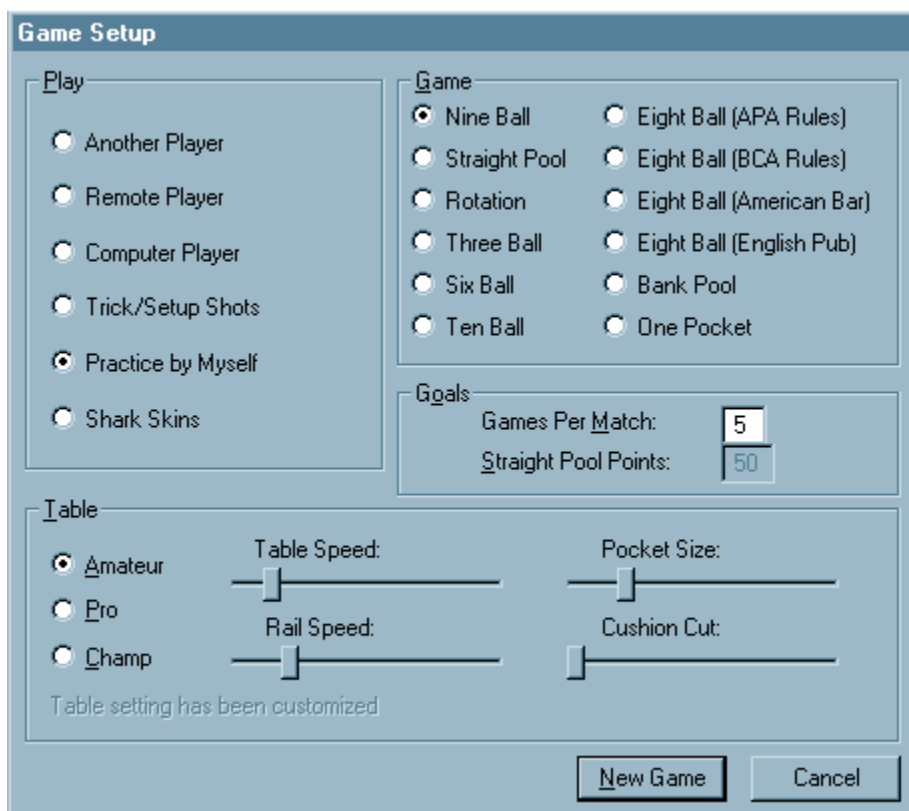 Game Setup
Play
Another Player
Remote Player
Computer Player
Trick/Setup Shots
Practice by Myself
Shark Skins
Game
Nine Ball
Straight Pool
Rotation
Three Ball
Six Ball
Ten Ball
Eight Ball (APA Rules)
Eight Ball (BCA Rules)
Eight Ball (American Bar)
Eight Ball (English Pub)
Bank Pool
One Pocket
Goals
Games Per Match: 5
Straight Pool Points: 50
Table
Amateur
Pro
Champ
Table Speed:
Pocket Size:
Rail Speed:
Cushion Cut:
Table setting has been customized
New Game
Cancel